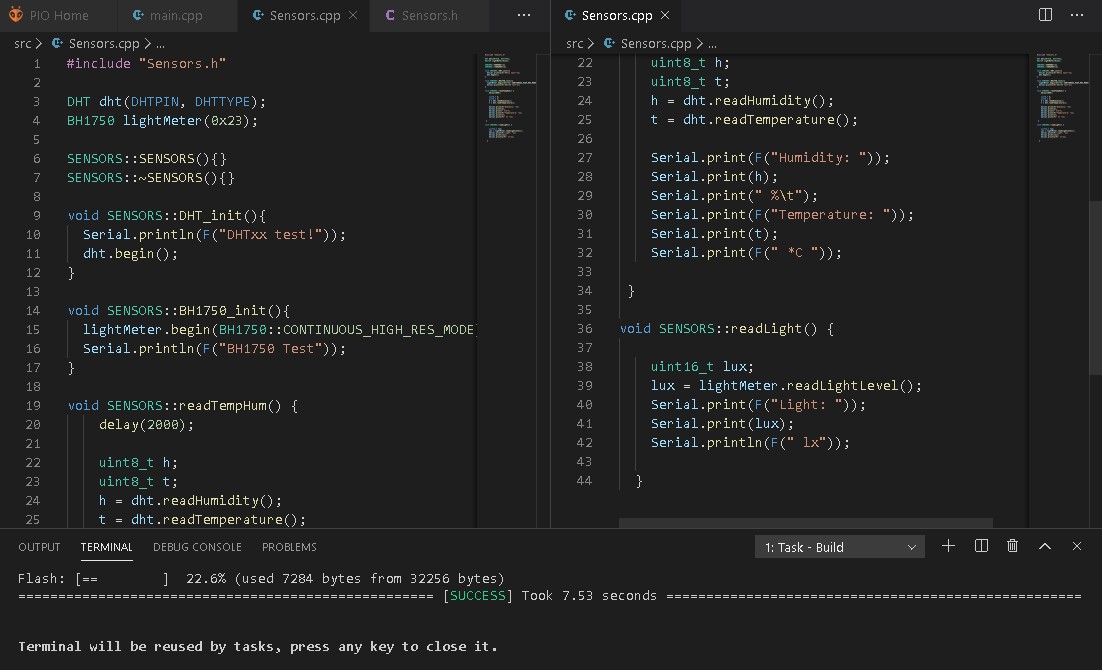 PIO Home
main.cpp
Sensors.cpp
Sensors.h
...
src > Sensors.cpp > ...
1 #include "Sensors.h"
2
3 DHT dht(DHTPIN, DHTTYPE);
4 BH1750 lightMeter(0x23);
5
6 SENSORS::SENSORS(){}
7 SENSORS::~SENSORS(){}
8
9 void SENSORS::DHT_init(){
10 Serial.println(F("DHTxx test!"));
11 dht.begin();
12 }
13
14 void SENSORS::BH1750_init(){
15 lightMeter.begin(BH1750::CONTINUOUS_HIGH_RES_MODE
16 Serial.println(F("BH1750 Test"));
17 }
18
19 void SENSORS::readTempHum() {
20 delay(2000);
21
22 uint8_t h;
23 uint8_t t;
24 h = dht.readHumidity();
25 t = dht.readTemperature();
Sensors.cpp
...
src > Sensors.cpp > ...
22 uint8_t h;
23 uint8_t t;
24 h = dht.readHumidity();
25 t = dht.readTemperature();
26
27 Serial.print(F("Humidity: "));
28 Serial.print(h);
29 Serial.print(" %\t");
30 Serial.print(F("Temperature: "));
31 Serial.print(t);
32 Serial.print(F(" *C "));
33
34 }
35
36 void SENSORS::readLight() {
37
38 uint16_t lux;
39 lux = lightMeter.readLightLevel();
40 Serial.print(F("Light: "));
41 Serial.print(lux);
42 Serial.println(F(" lx"));
43
44 }
OUTPUT TERMINAL DEBUG CONSOLE PROBLEMS 1: Task - Build
Flash: [==        ]  22.6% (used 7284 bytes from 32256 bytes)
==================================================== [SUCCESS] Took 7.53 seconds ====================================================
Terminal will be reused by tasks, press any key to close it.